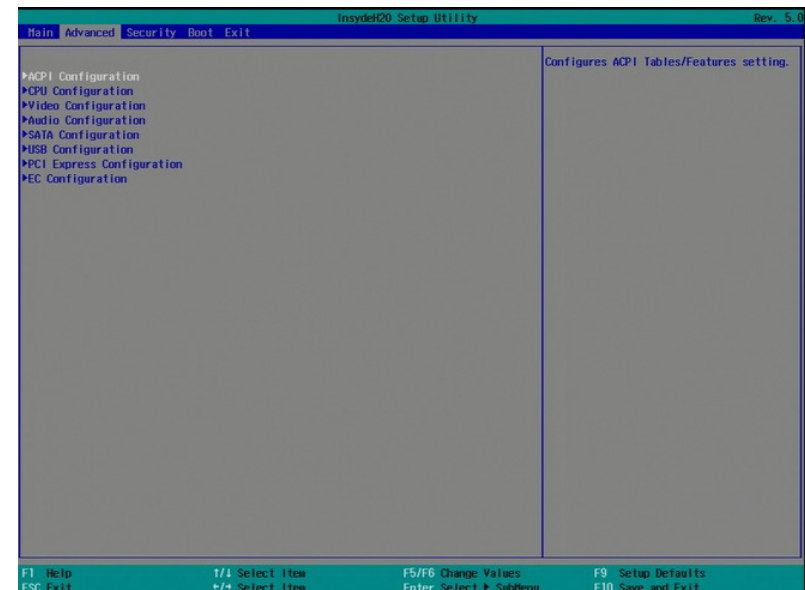 InsydeH20 Setup Utility Rev. 5.0
Main Advanced Security Boot Exit
Configures ACPI Tables/Features setting.
▶ACPI Configuration
▶CPU Configuration
▶Video Configuration
▶Audio Configuration
▶SATA Configuration
▶USB Configuration
▶PCI Express Configuration
▶EC Configuration
F1 Help ↑/↓ Select Item F5/F6 Change Values F9 Setup Defaults
ESC Exit ←/→ Select Item Enter Select ▶ SubMenu F10 Save and Exit